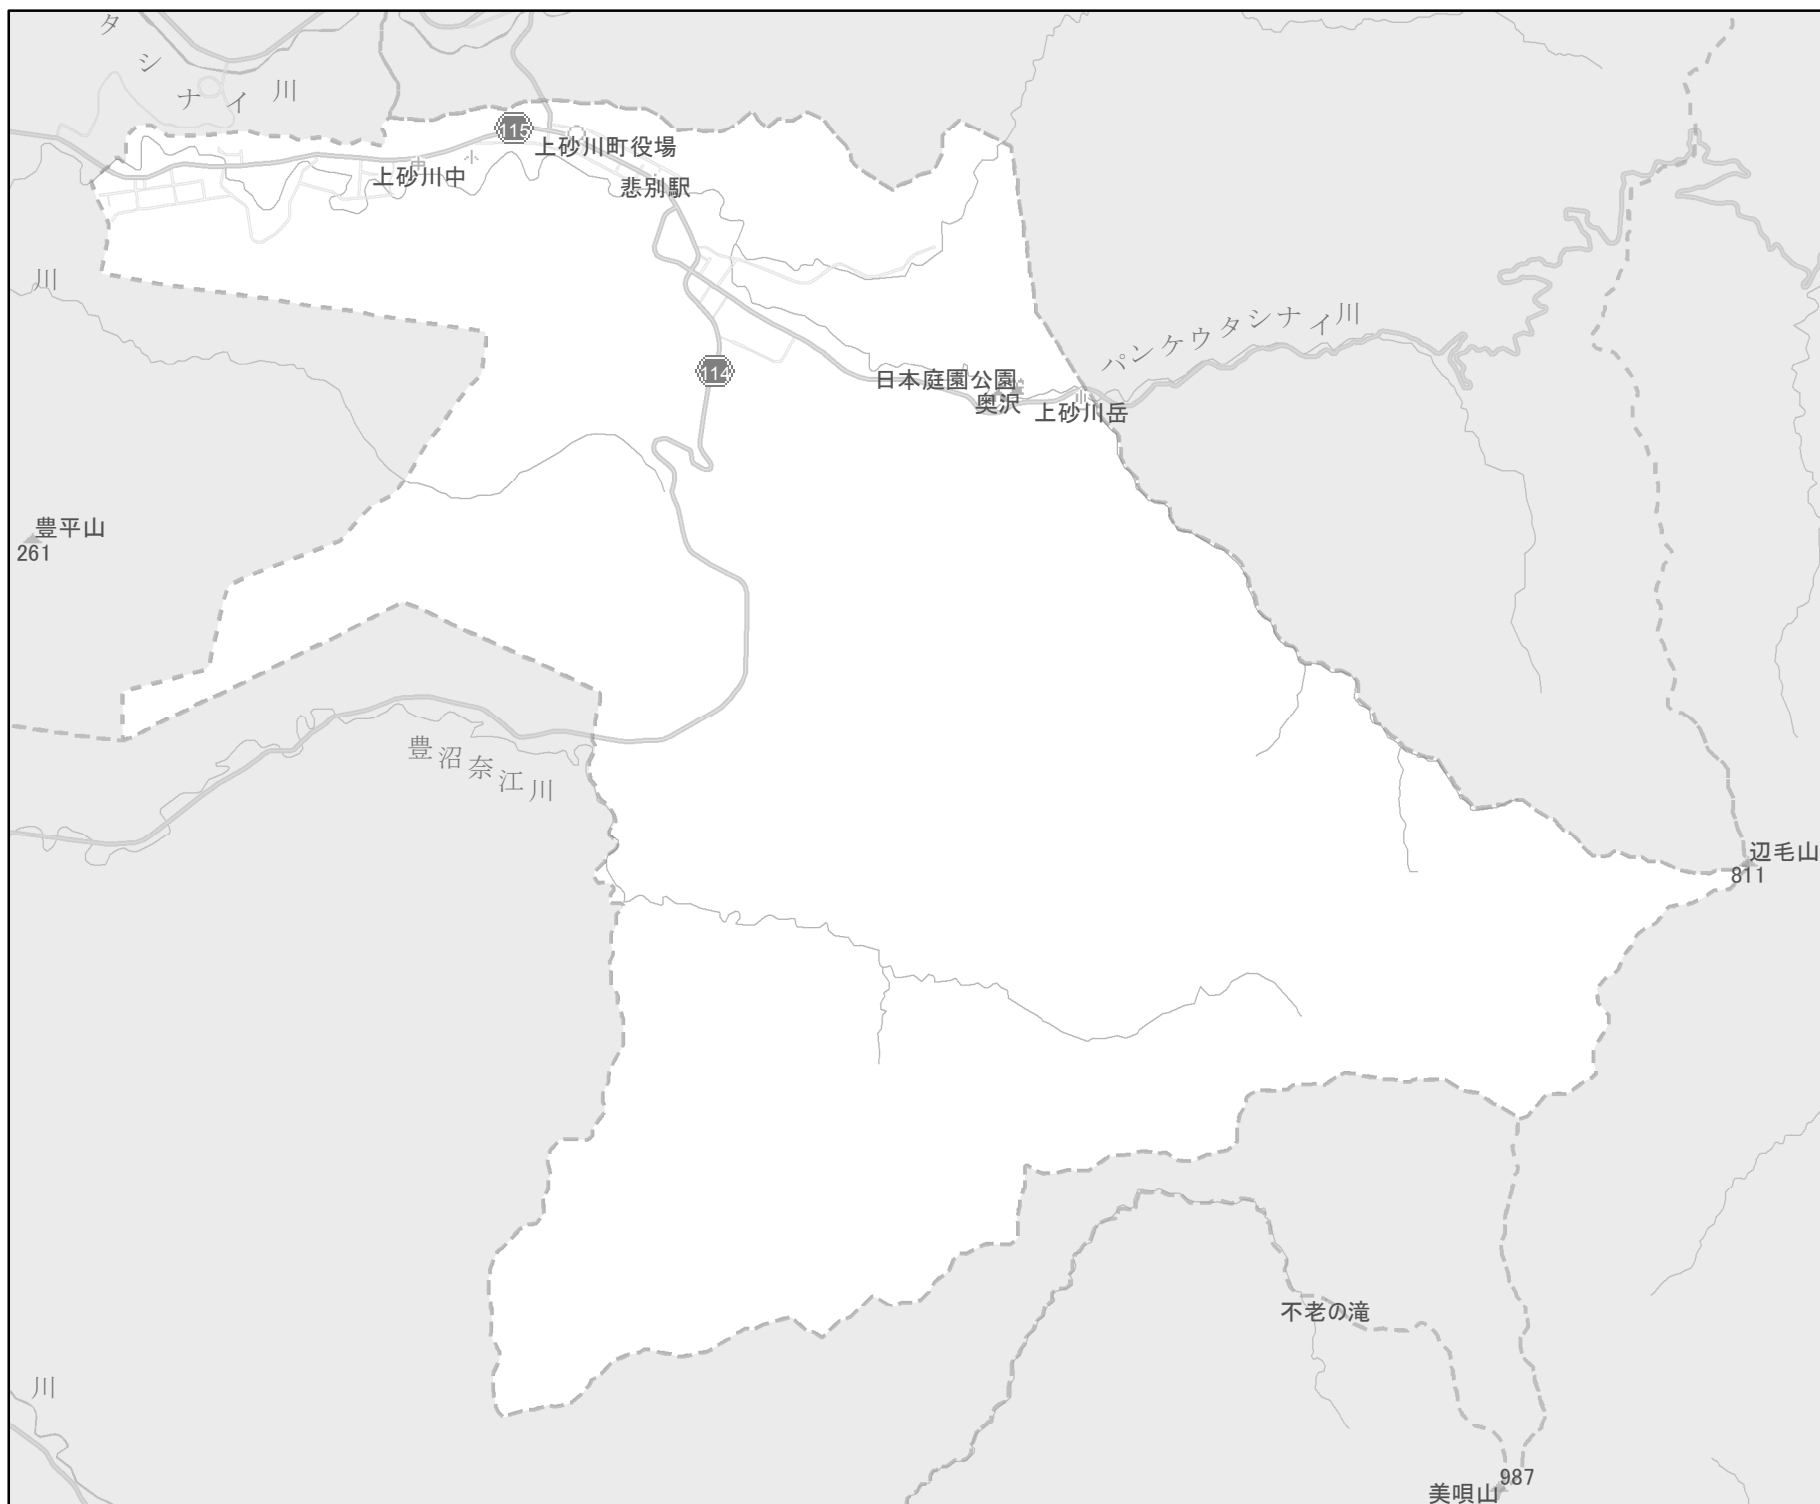 タシナイ川
115
上砂川町役場
中
小
上砂川中
悲別駅
川
パンケウタシナイ川
114
日本庭園公園
奥沢
上砂川岳
豊平山
261
豊沼奈江川
辺毛山
811
不老の滝
川
987
美唄山